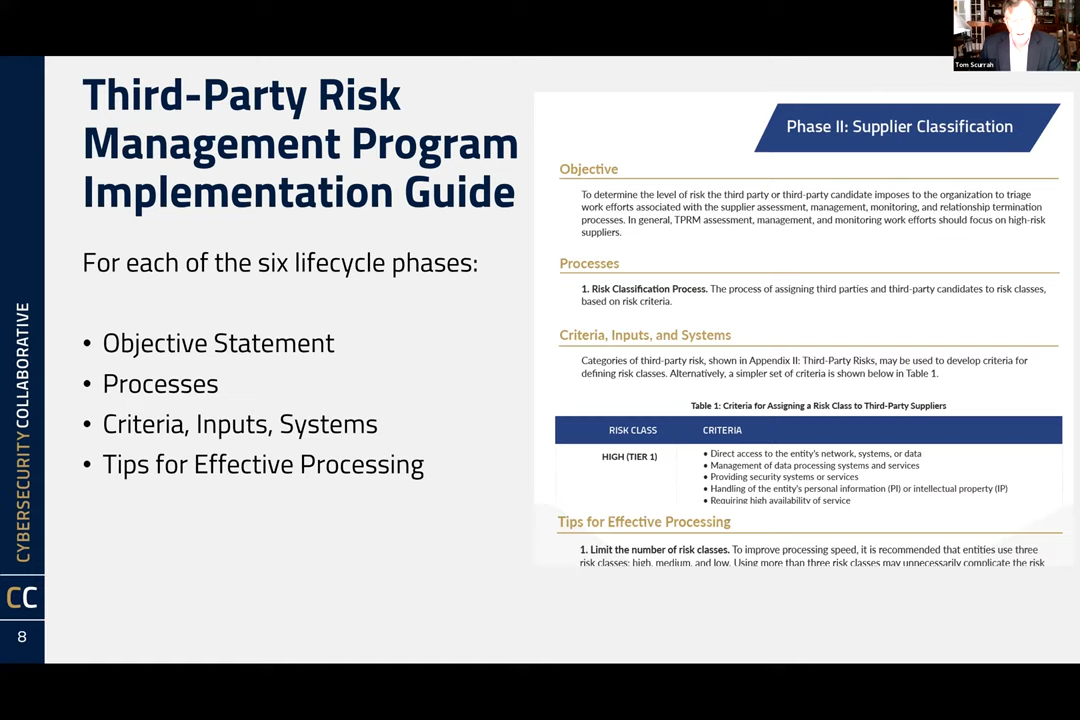 Tom Scurrah
Third-Party Risk
Management Program
Implementation Guide
For each of the six lifecycle phases:
• Objective Statement
• Processes
• Criteria, Inputs, Systems
• Tips for Effective Processing
Phase II: Supplier Classification
Objective
To determine the level of risk the third party or third-party candidate imposes to the organization to triage
work efforts associated with the supplier assessment, management, monitoring, and relationship termination
processes. In general, TPRM assessment, management, and monitoring work efforts should focus on high-risk
suppliers.
Processes
1. Risk Classification Process. The process of assigning third parties and third-party candidates to risk classes,
based on risk criteria.
Criteria, Inputs, and Systems
Categories of third-party risk, shown in Appendix II: Third-Party Risks, may be used to develop criteria for
defining risk classes. Alternatively, a simpler set of criteria is shown below in Table 1.
Table 1: Criteria for Assigning a Risk Class to Third-Party Suppliers
RISK CLASS CRITERIA
HIGH (TIER 1)
• Direct access to the entity's network, systems, or data
• Management of data processing systems and services
• Providing security systems or services
• Handling of the entity's personal information (PI) or intellectual property (IP)
• Requiring high availability of service
Tips for Effective Processing
1. Limit the number of risk classes. To improve processing speed, it is recommended that entities use three
risk classes: high, medium, and low. Using more than three risk classes may unnecessarily complicate the risk
CYBERSECURITY COLLABORATIVE
CC
8